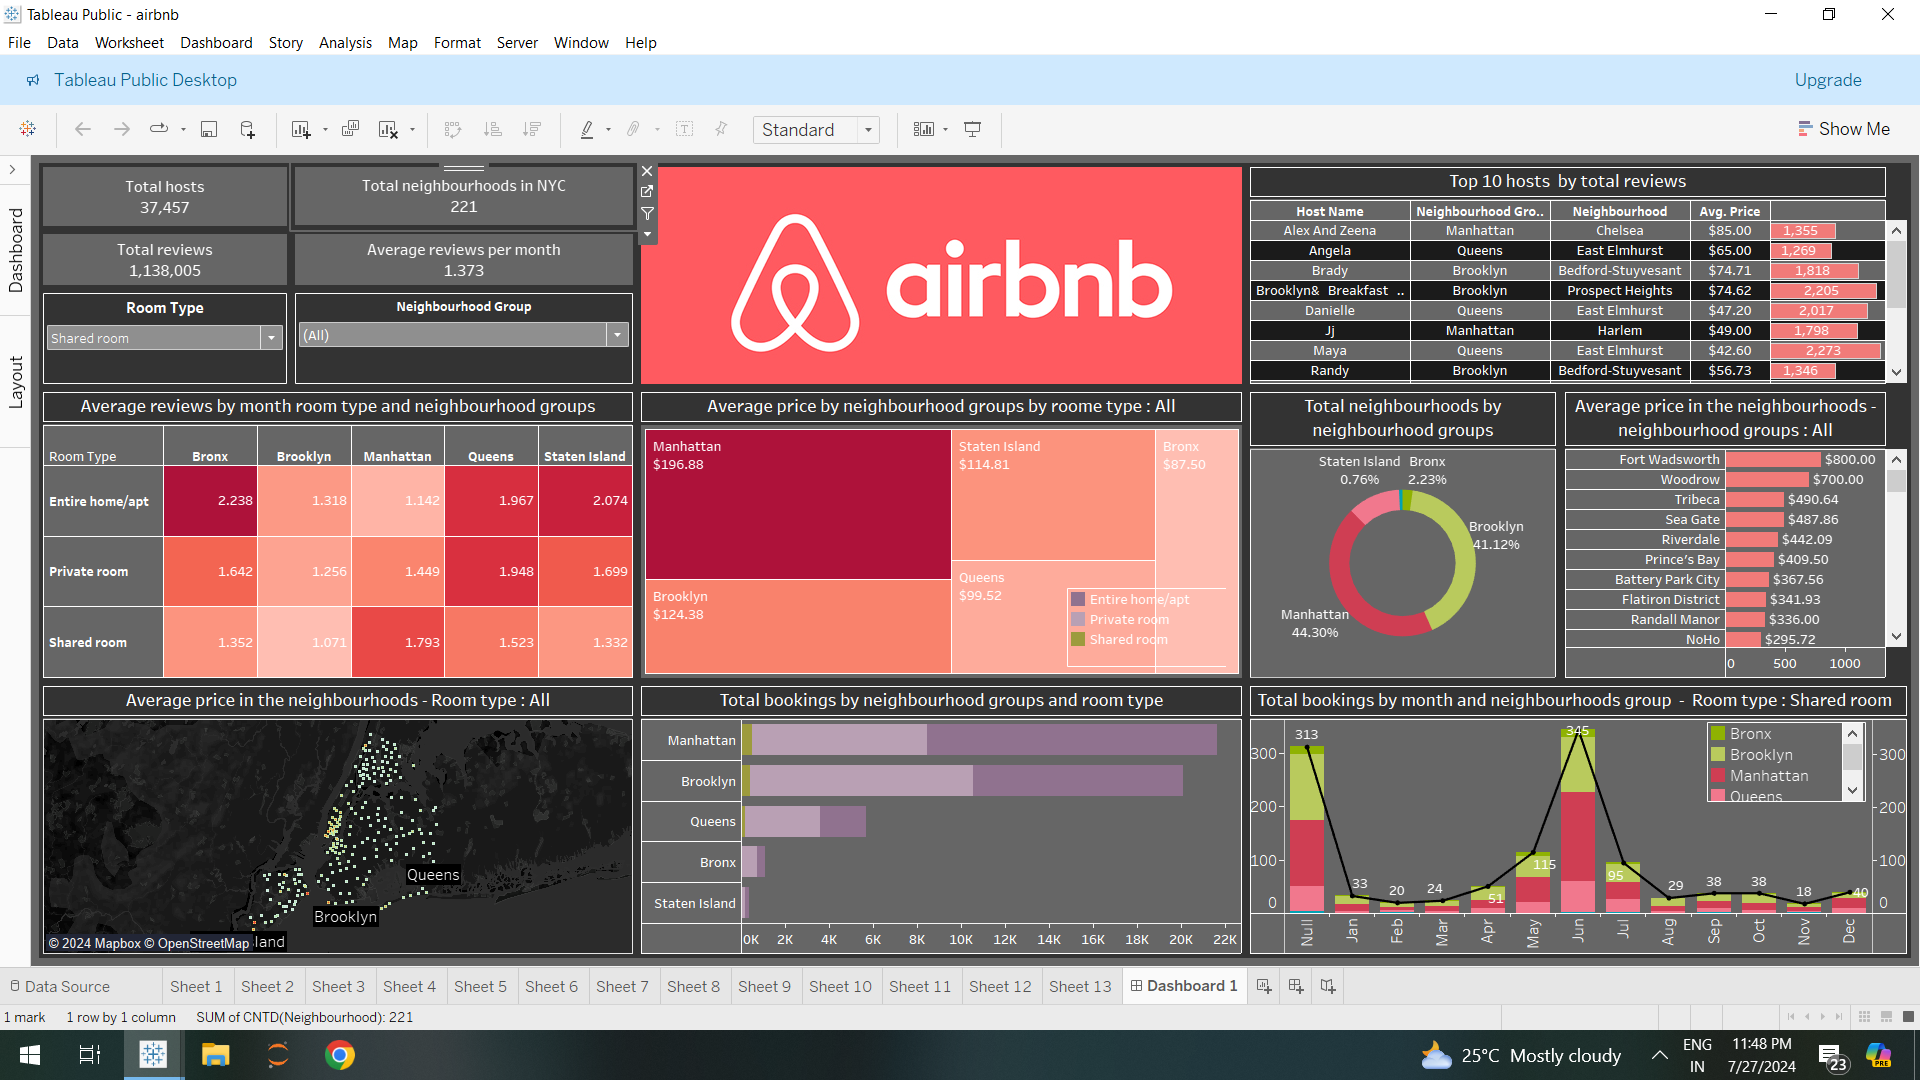 Tableau Public - airbnb
File Data Worksheet Dashboard Story Analysis Map Format Server Window Help
Tableau Public Desktop
Upgrade
Standard
Show Me
Dashboard
Layout
Total hosts
37,457
Total neighbourhoods in NYC
221
Total reviews
1,138,005
Average reviews per month
1.373
Room Type
Shared room
Neighbourhood Group
(All)
airbnb
Top 10 hosts by total reviews
Host Name Neighbourhood Gro.. Neighbourhood Avg. Price
Alex And Zeena Manhattan Chelsea $85.00 1,355
Angela Queens East Elmhurst $65.00 1,269
Brady Brooklyn Bedford-Stuyvesant $74.71 1,818
Brooklyn& Breakfast .. Brooklyn Prospect Heights $74.62 2,205
Danielle Queens East Elmhurst $47.20 2,017
Jj Manhattan Harlem $49.00 1,798
Maya Queens East Elmhurst $42.60 2,273
Randy Brooklyn Bedford-Stuyvesant $56.73 1,346
Average reviews by month room type and neighbourhood groups
Room Type Bronx Brooklyn Manhattan Queens Staten Island
Entire home/apt 2.238 1.318 1.142 1.967 2.074
Private room 1.642 1.256 1.449 1.948 1.699
Shared room 1.352 1.071 1.793 1.523 1.332
Average price by neighbourhood groups by roome type : All
Manhattan
$196.88
Staten Island
$114.81
Bronx
$87.50
Brooklyn
$124.38
Queens
$99.52
Entire home/apt
Private room
Shared room
Total neighbourhoods by
neighbourhood groups
Staten Island
0.76%
Bronx
2.23%
Brooklyn
41.12%
Manhattan
44.30%
Average price in the neighbourhoods -
neighbourhood groups : All
Fort Wadsworth $800.00
Woodrow $700.00
Tribeca $490.64
Sea Gate $487.86
Riverdale $442.09
Prince's Bay $409.50
Battery Park City $367.56
Flatiron District $341.93
Randall Manor $336.00
NoHo $295.72
0 500 1000
Average price in the neighbourhoods - Room type : All
Queens
Brooklyn
land
© 2024 Mapbox © OpenStreetMap
Total bookings by neighbourhood groups and room type
Manhattan
Brooklyn
Queens
Bronx
Staten Island
0K 2K 4K 6K 8K 10K 12K 14K 16K 18K 20K 22K
Total bookings by month and neighbourhoods group - Room type : Shared room
300
200
100
0
313 33 20 24 51 115 345 95 29 38 38 18 40
Bronx
Brooklyn
Manhattan
Queens
300
200
100
0
Null Jan Feb Mar Apr May Jun Jul Aug Sep Oct Nov Dec
Data Source Sheet 1 Sheet 2 Sheet 3 Sheet 4 Sheet 5 Sheet 6 Sheet 7 Sheet 8 Sheet 9 Sheet 10 Sheet 11 Sheet 12 Sheet 13 Dashboard 1
1 mark 1 row by 1 column SUM of CNTD(Neighbourhood): 221
25°C Mostly cloudy
ENG
IN
11:48 PM
7/27/2024
23
PRE